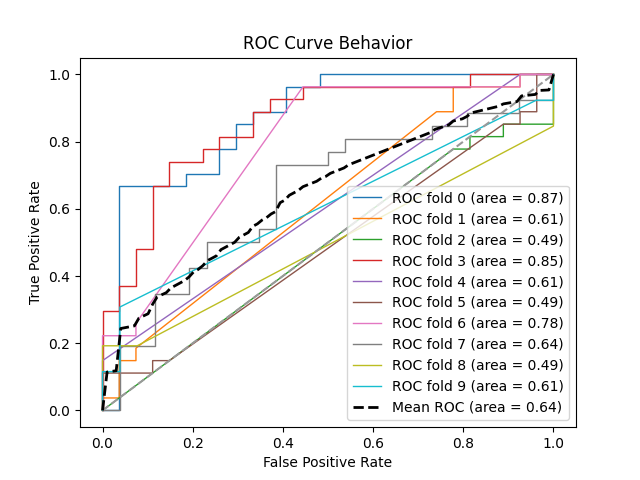 ROC Curve Behavior
True Positive Rate
1.0
0.8
0.6
0.4
0.2
0.0
ROC fold 0 (area = 0.87)
ROC fold 1 (area = 0.61)
ROC fold 2 (area = 0.49)
ROC fold 3 (area = 0.85)
ROC fold 4 (area = 0.61)
ROC fold 5 (area = 0.49)
ROC fold 6 (area = 0.78)
ROC fold 7 (area = 0.64)
ROC fold 8 (area = 0.49)
ROC fold 9 (area = 0.61)
Mean ROC (area = 0.64)
0.0 0.2 0.4 0.6 0.8 1.0
False Positive Rate